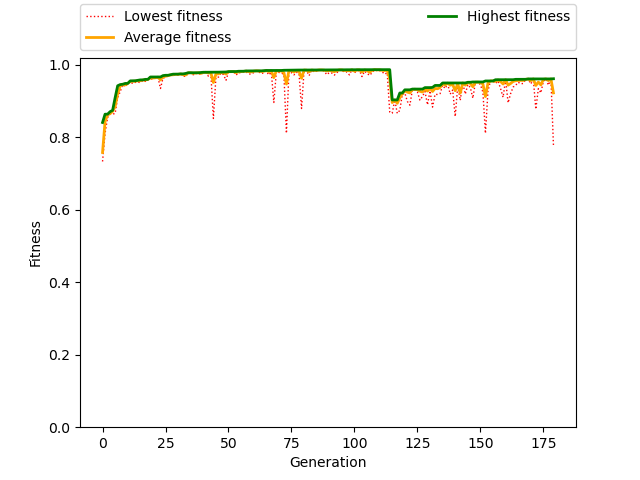 Lowest fitness
Average fitness
Highest fitness
1.0
0.8
0.6
0.4
0.2
0.0
Fitness
0 25 50 75 100 125 150 175
Generation